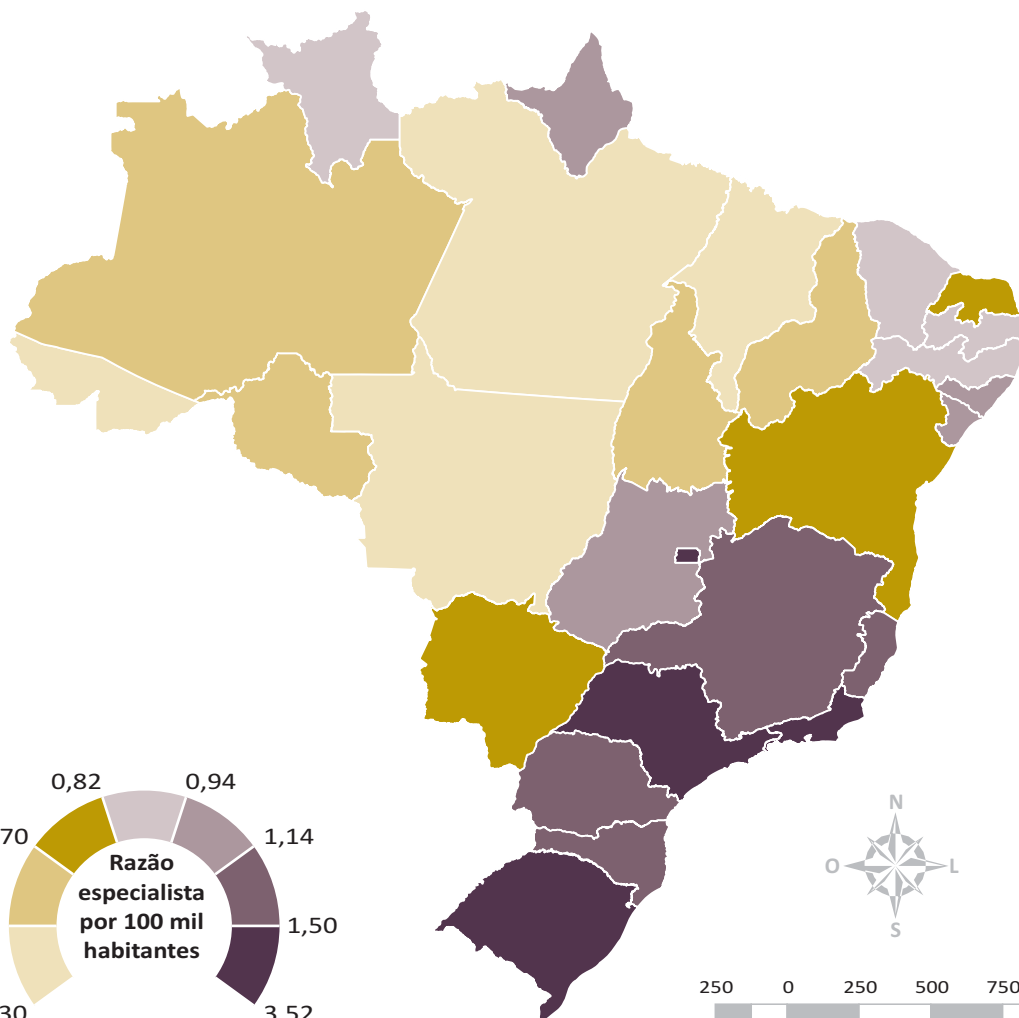 0,82
0,94
70
1,14
Razão
especialista
por 100 mil
habitantes
1,50
30
3,52
N
O
L
S
250 0 250 500 750